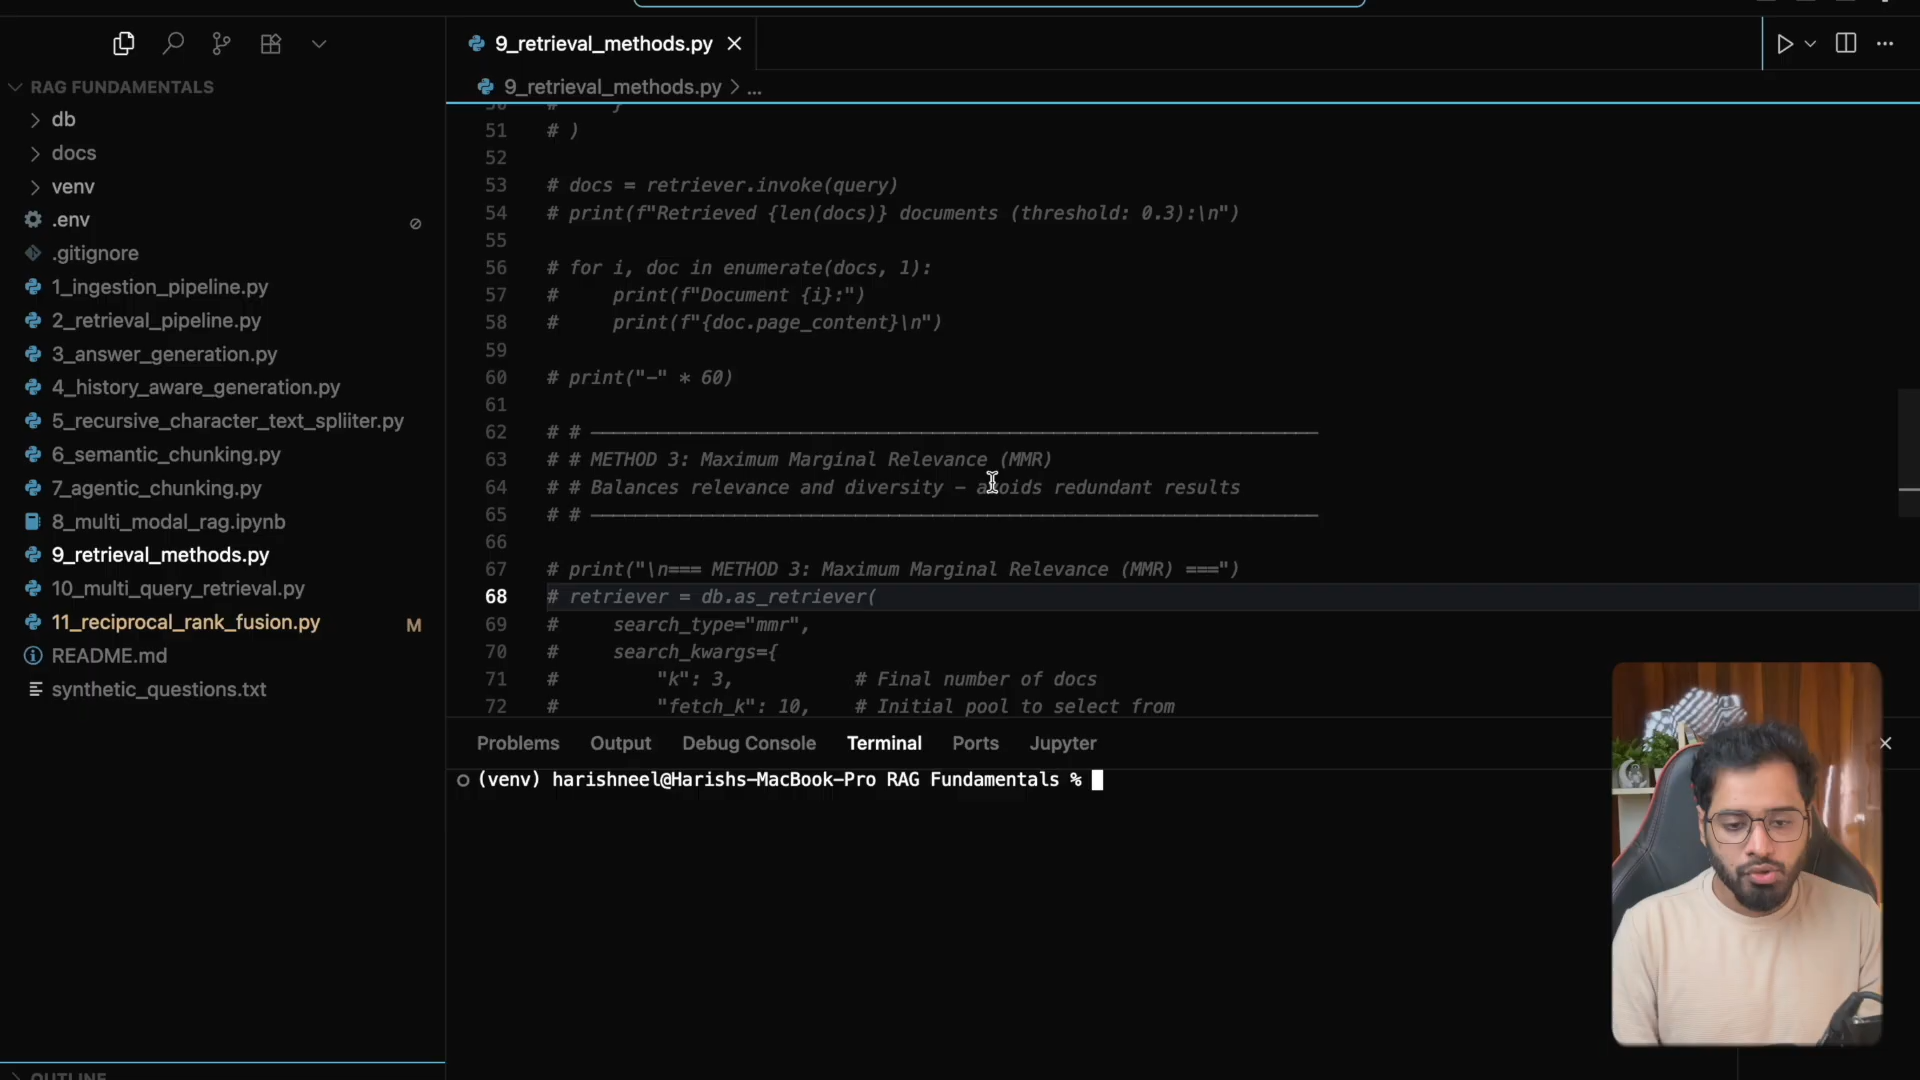 9_retrieval_methods.py
RAG FUNDAMENTALS
9_retrieval_methods.py > ...
db
docs
venv
.env
.gitignore
1_ingestion_pipeline.py
2_retrieval_pipeline.py
3_answer_generation.py
4_history_aware_generation.py
5_recursive_character_text_spliiter.py
6_semantic_chunking.py
7_agentic_chunking.py
8_multi_modal_rag.ipynb
9_retrieval_methods.py
10_multi_query_retrieval.py
11_reciprocal_rank_fusion.py M
README.md
synthetic_questions.txt
OUTLINE
50 # }
51 # )
52
53 # docs = retriever.invoke(query)
54 # print(f"Retrieved {len(docs)} documents (threshold: 0.3):\n")
55
56 # for i, doc in enumerate(docs, 1):
57 #     print(f"Document {i}:")
58 #     print(f"{doc.page_content}\n")
59
60 # print("-" * 60)
61
62 # # ──────────────────────────────────────────────────────────────────
63 # # METHOD 3: Maximum Marginal Relevance (MMR)
64 # # Balances relevance and diversity - avoids redundant results
65 # # ──────────────────────────────────────────────────────────────────
66
67 # print("\n=== METHOD 3: Maximum Marginal Relevance (MMR) ===")
68 # retriever = db.as_retriever(
69 #     search_type="mmr",
70 #     search_kwargs={
71 #         "k": 3,           # Final number of docs
72 #         "fetch_k": 10,    # Initial pool to select from
Problems Output Debug Console Terminal Ports Jupyter
(venv) harishneel@Harishs-MacBook-Pro RAG Fundamentals %